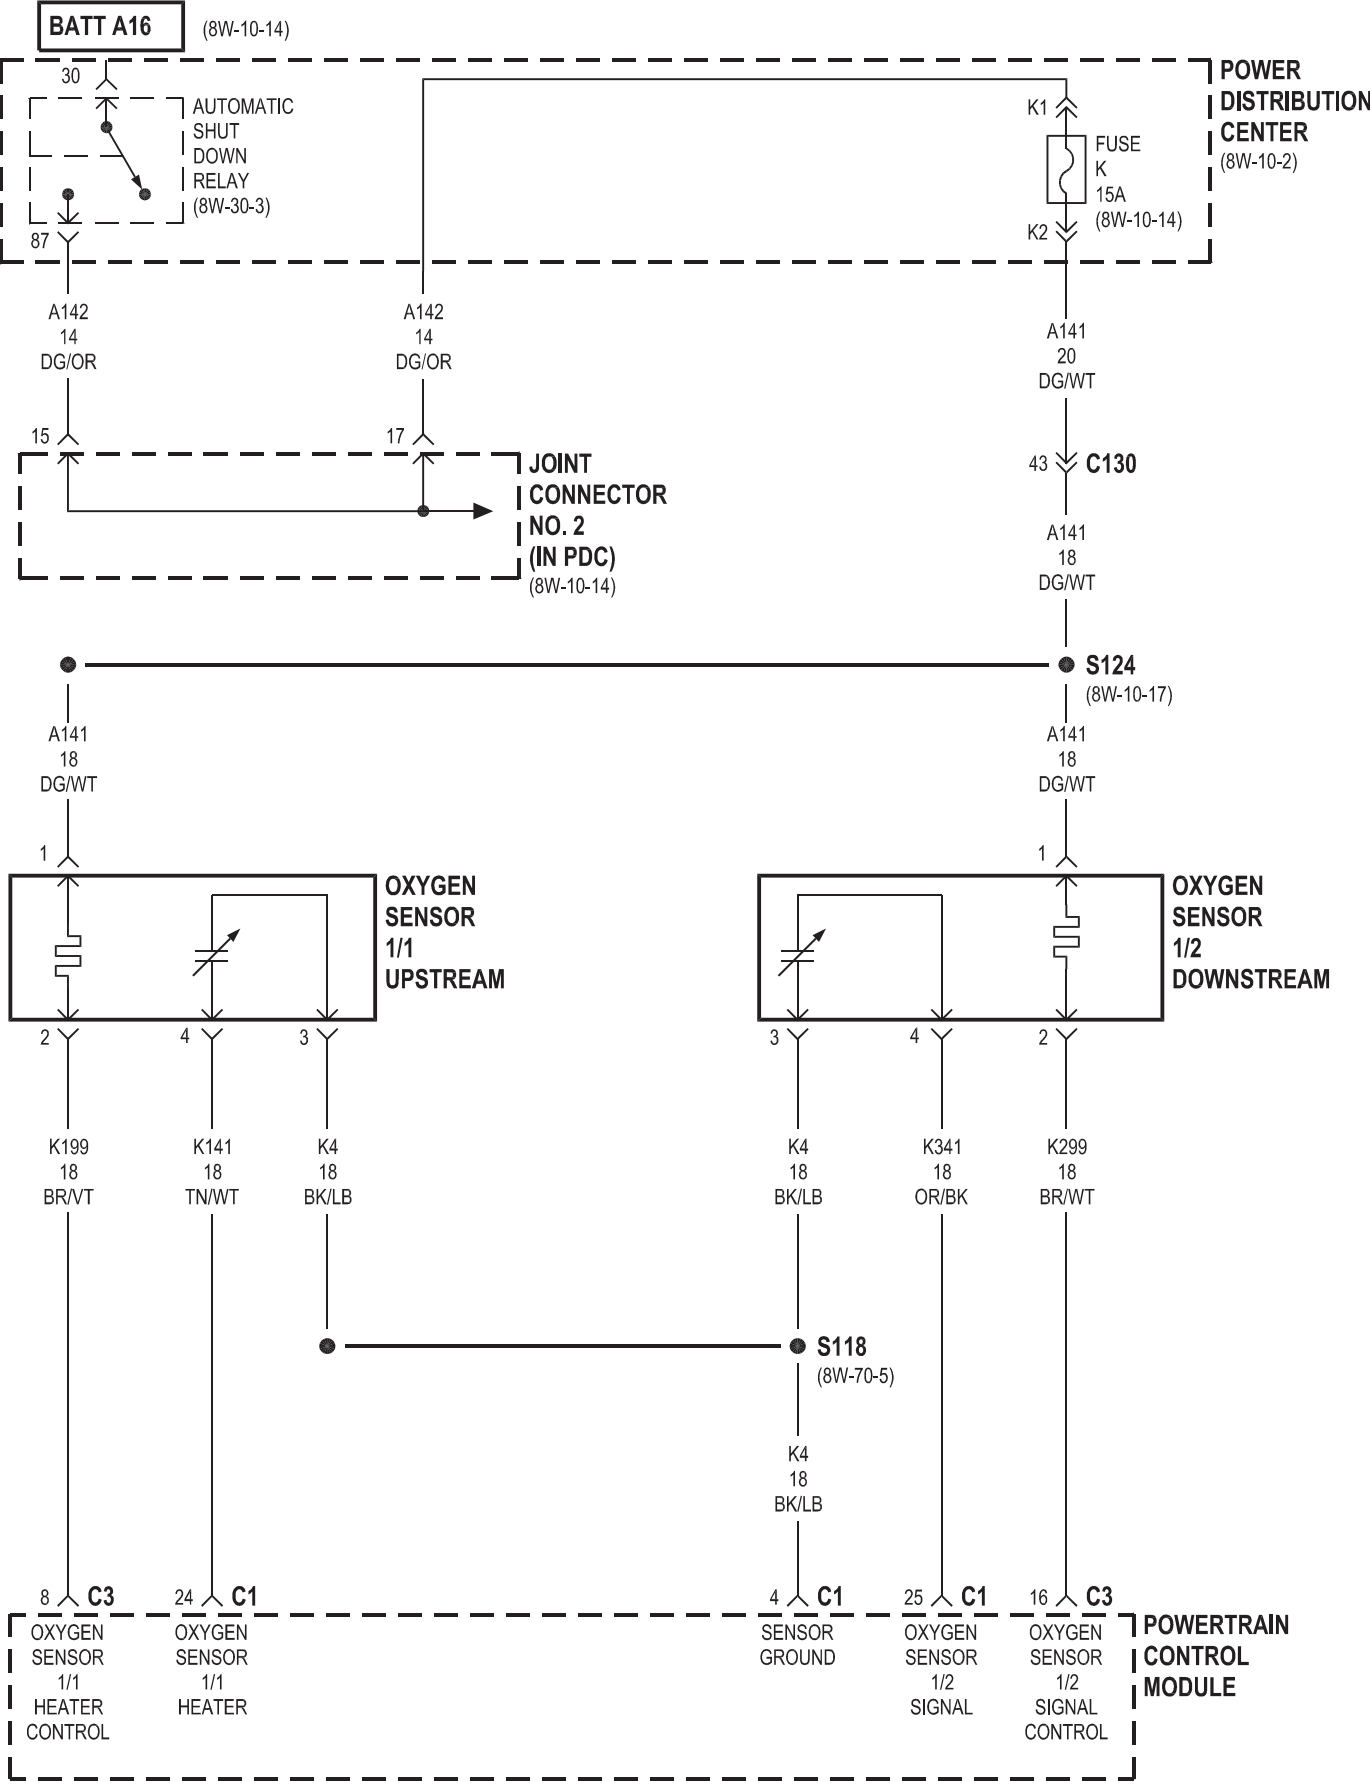 BATT A16 (8W-10-14)
30
AUTOMATIC
SHUT
DOWN
RELAY
(8W-30-3)
87
K1
FUSE
K
15A
(8W-10-14)
K2
POWER
DISTRIBUTION
CENTER
(8W-10-2)
A142
14
DG/OR
A142
14
DG/OR
A141
20
DG/WT
15
17
JOINT
CONNECTOR
NO. 2
(IN PDC)
(8W-10-14)
43 C130
A141
18
DG/WT
S124
(8W-10-17)
A141
18
DG/WT
A141
18
DG/WT
1
OXYGEN
SENSOR
1/1
UPSTREAM
1
OXYGEN
SENSOR
1/2
DOWNSTREAM
2 4 3
3 4 2
K199
18
BR/VT
K141
18
TN/WT
K4
18
BK/LB
K4
18
BK/LB
K341
18
OR/BK
K299
18
BR/WT
S118
(8W-70-5)
K4
18
BK/LB
8 C3
24 C1
4 C1
25 C1
16 C3
OXYGEN
SENSOR
1/1
HEATER
CONTROL
OXYGEN
SENSOR
1/1
HEATER
SENSOR
GROUND
OXYGEN
SENSOR
1/2
SIGNAL
OXYGEN
SENSOR
1/2
SIGNAL
CONTROL
POWERTRAIN
CONTROL
MODULE